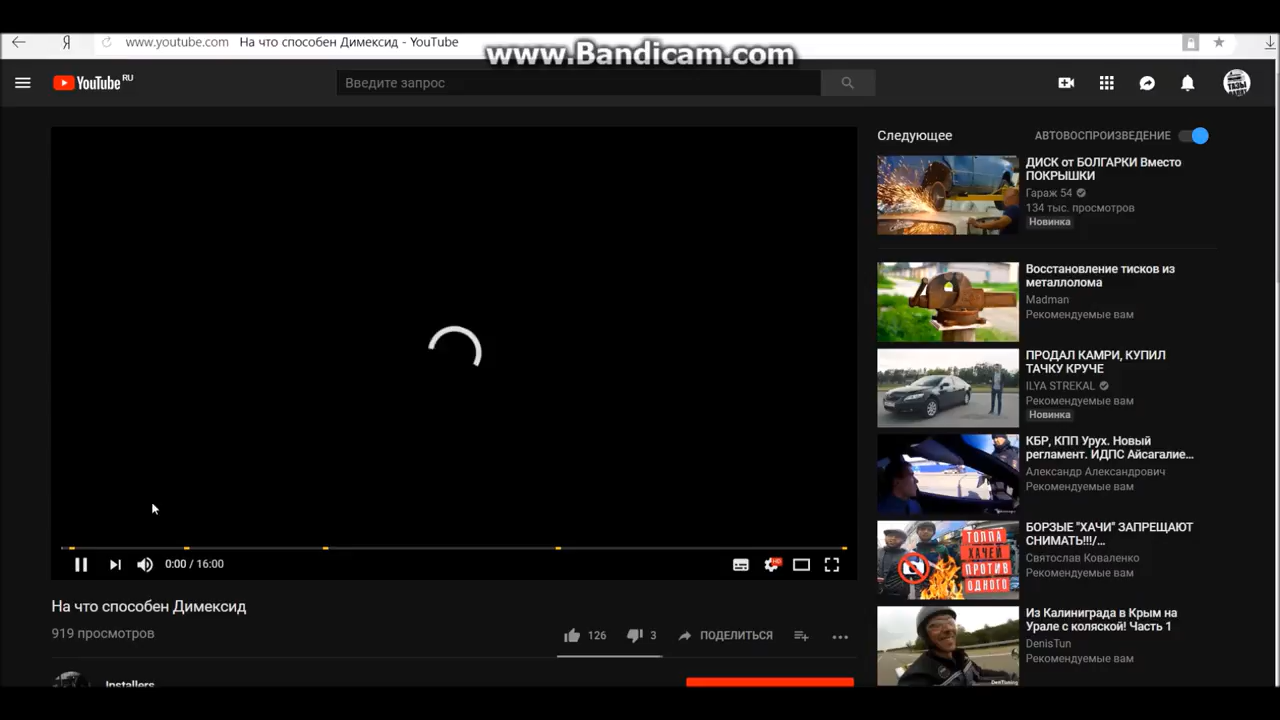 www.youtube.com На что способен Димексид - YouTube
www.Bandicam.com
YouTube RU
Введите запрос
Следующее
АВТОВОСПРОИЗВЕДЕНИЕ
ДИСК от БОЛГАРКИ Вместо
ПОКРЫШКИ
Гараж 54
134 тыс. просмотров
Новинка
Восстановление тисков из
металлолома
Madman
Рекомендуемые вам
ПРОДАЛ КАМРИ, КУПИЛ
ТАЧКУ КРУЧЕ
ILYA STREKAL
Рекомендуемые вам
Новинка
КБР, КПП Урух. Новый
регламент. ИДПС Айсагалие...
Александр Александрович
Рекомендуемые вам
ТОЛПА
ХАЧЕЙ
ПРОТИВ
ОДНОГО
БОРЗЫЕ "ХАЧИ" ЗАПРЕЩАЮТ
СНИМАТЬ!!!/...
Святослав Коваленко
Рекомендуемые вам
Из Калиниграда в Крым на
Урале с коляской! Часть 1
DenisTun
Рекомендуемые вам
0:00 / 16:00
HD
На что способен Димексид
919 просмотров
126
3
ПОДЕЛИТЬСЯ
Installers